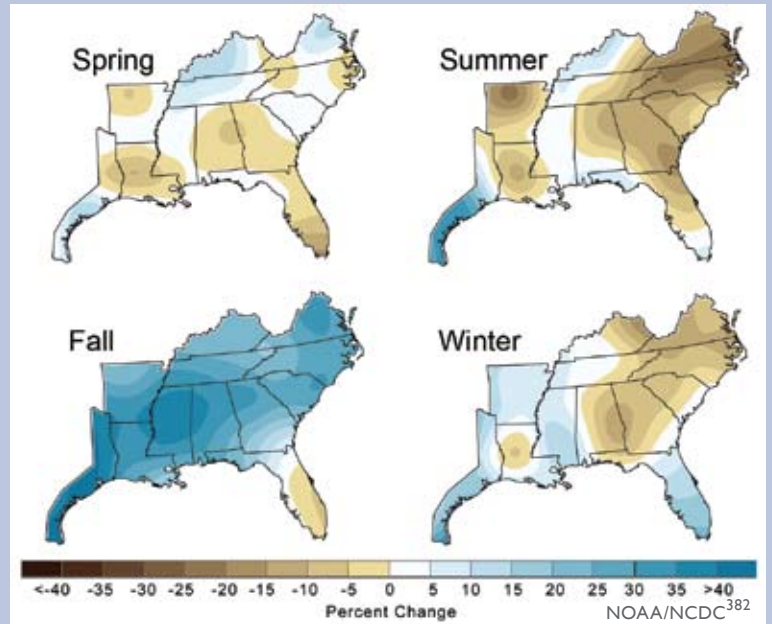 Spring
Summer
Fall
Winter
<-40 -35 -30 -25 -20 -15 -10 -5 0 5 10 15 20 25 30 35 >40
Percent Change
NOAA/NCDC382